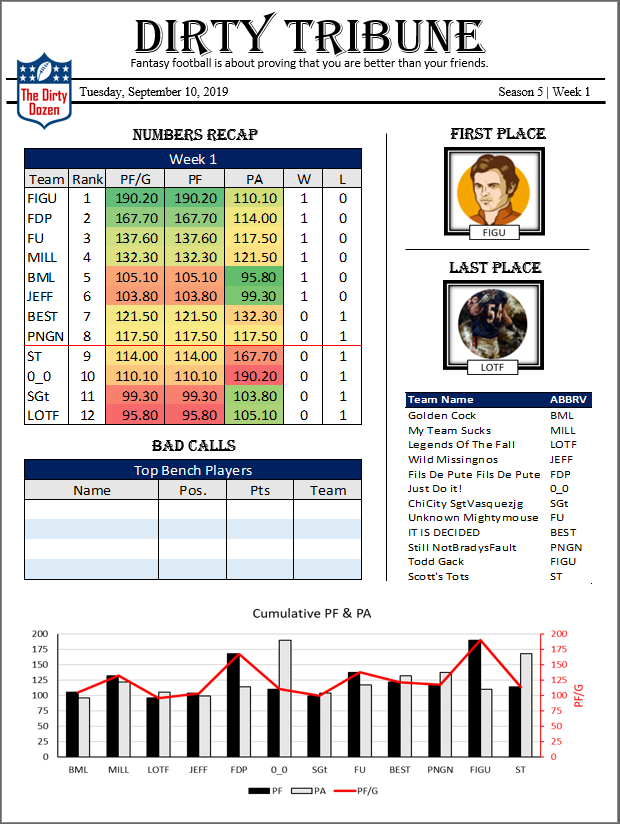 DIRTY TRIBUNE
Fantasy football is about proving that you are better than your friends.
The Dirty
Dozen
Tuesday, September 10, 2019
Season 5 | Week 1
NUMBERS RECAP
Week 1
Team Rank PF/G PF PA W L
FIGU 1 190.20 190.20 110.10 1 0
FDP 2 167.70 167.70 114.00 1 0
FU 3 137.60 137.60 117.50 1 0
MILL 4 132.30 132.30 121.50 1 0
BML 5 105.10 105.10 95.80 1 0
JEFF 6 103.80 103.80 99.30 1 0
BEST 7 121.50 121.50 132.30 0 1
PNGN 8 117.50 117.50 117.50 0 1
ST 9 114.00 114.00 167.70 0 1
0_0 10 110.10 110.10 190.20 0 1
SGt 11 99.30 99.30 103.80 0 1
LOTF 12 95.80 95.80 105.10 0 1
BAD CALLS
Top Bench Players
Name Pos. Pts Team
FIRST PLACE
FIGU
LAST PLACE
54
LOTF
Team Name ABBRV
Golden Cock BML
My Team Sucks MILL
Legends Of The Fall LOTF
Wild Missingnos JEFF
Fils De Pute Fils De Pute FDP
Just Do it! 0_0
ChiCity SgtVasquezjg SGt
Unknown Mightymouse FU
IT IS DECIDED BEST
Still NotBradysFault PNGN
Todd Gack FIGU
Scott's Tots ST
Cumulative PF & PA
200 200
175 175
150 150
125 125
100 100
75 75
50 50
25 25
0 0
PF/G
BML MILL LOTF JEFF FDP 0_0 SGt FU BEST PNGN FIGU ST
PF PA PF/G